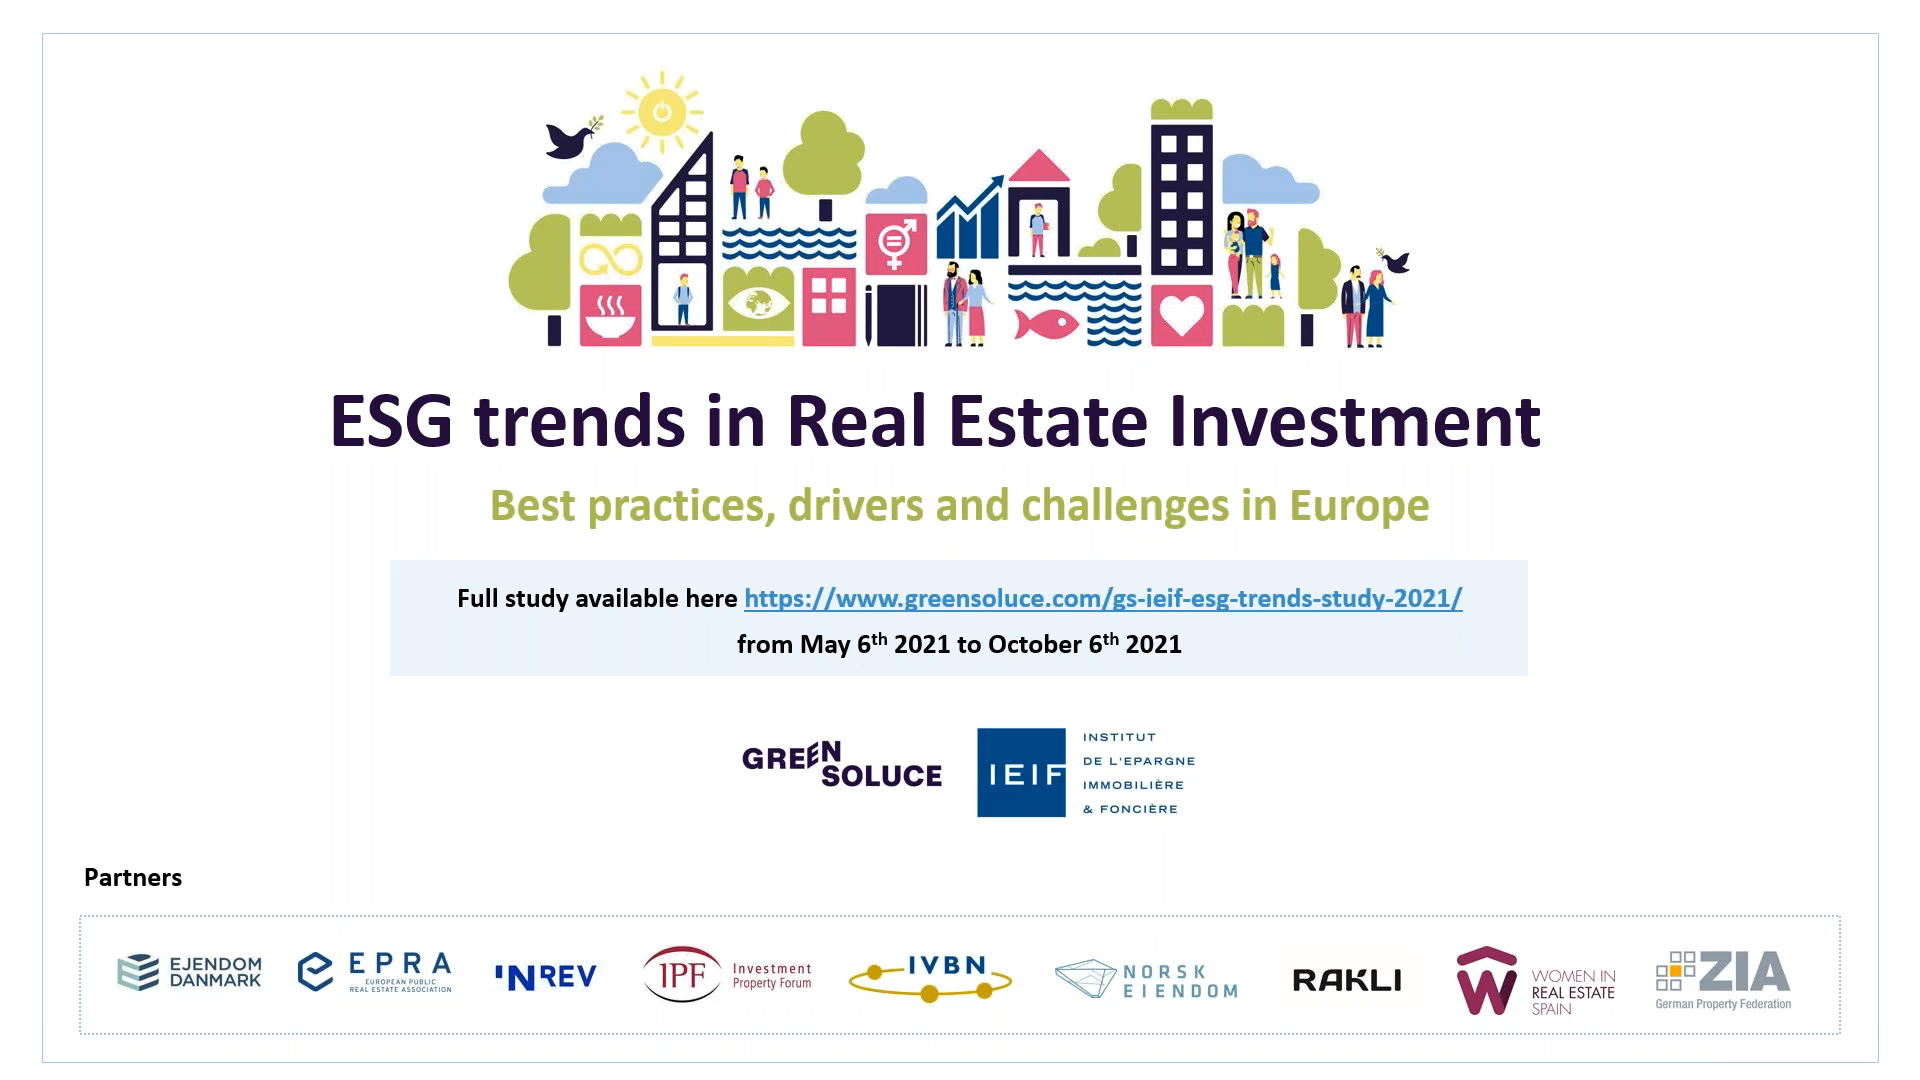 ESG trends in Real Estate Investment
Best practices, drivers and challenges in Europe
Full study available here https://www.greensoluce.com/gs-ieif-esg-trends-study-2021/
from May 6th 2021 to October 6th 2021
GREEN
SOLUCE
IEIF
INSTITUT
DE L'EPARGNE
IMMOBILIÈRE
& FONCIÈRE
Partners
EJENDOM
DANMARK
EPRA
EUROPEAN PUBLIC
REAL ESTATE ASSOCIATION
INREV
IPF
Investment
Property Forum
IVBN
NORSK
EIENDOM
RAKLI
WOMEN IN
REAL ESTATE
SPAIN
ZIA
German Property Federation